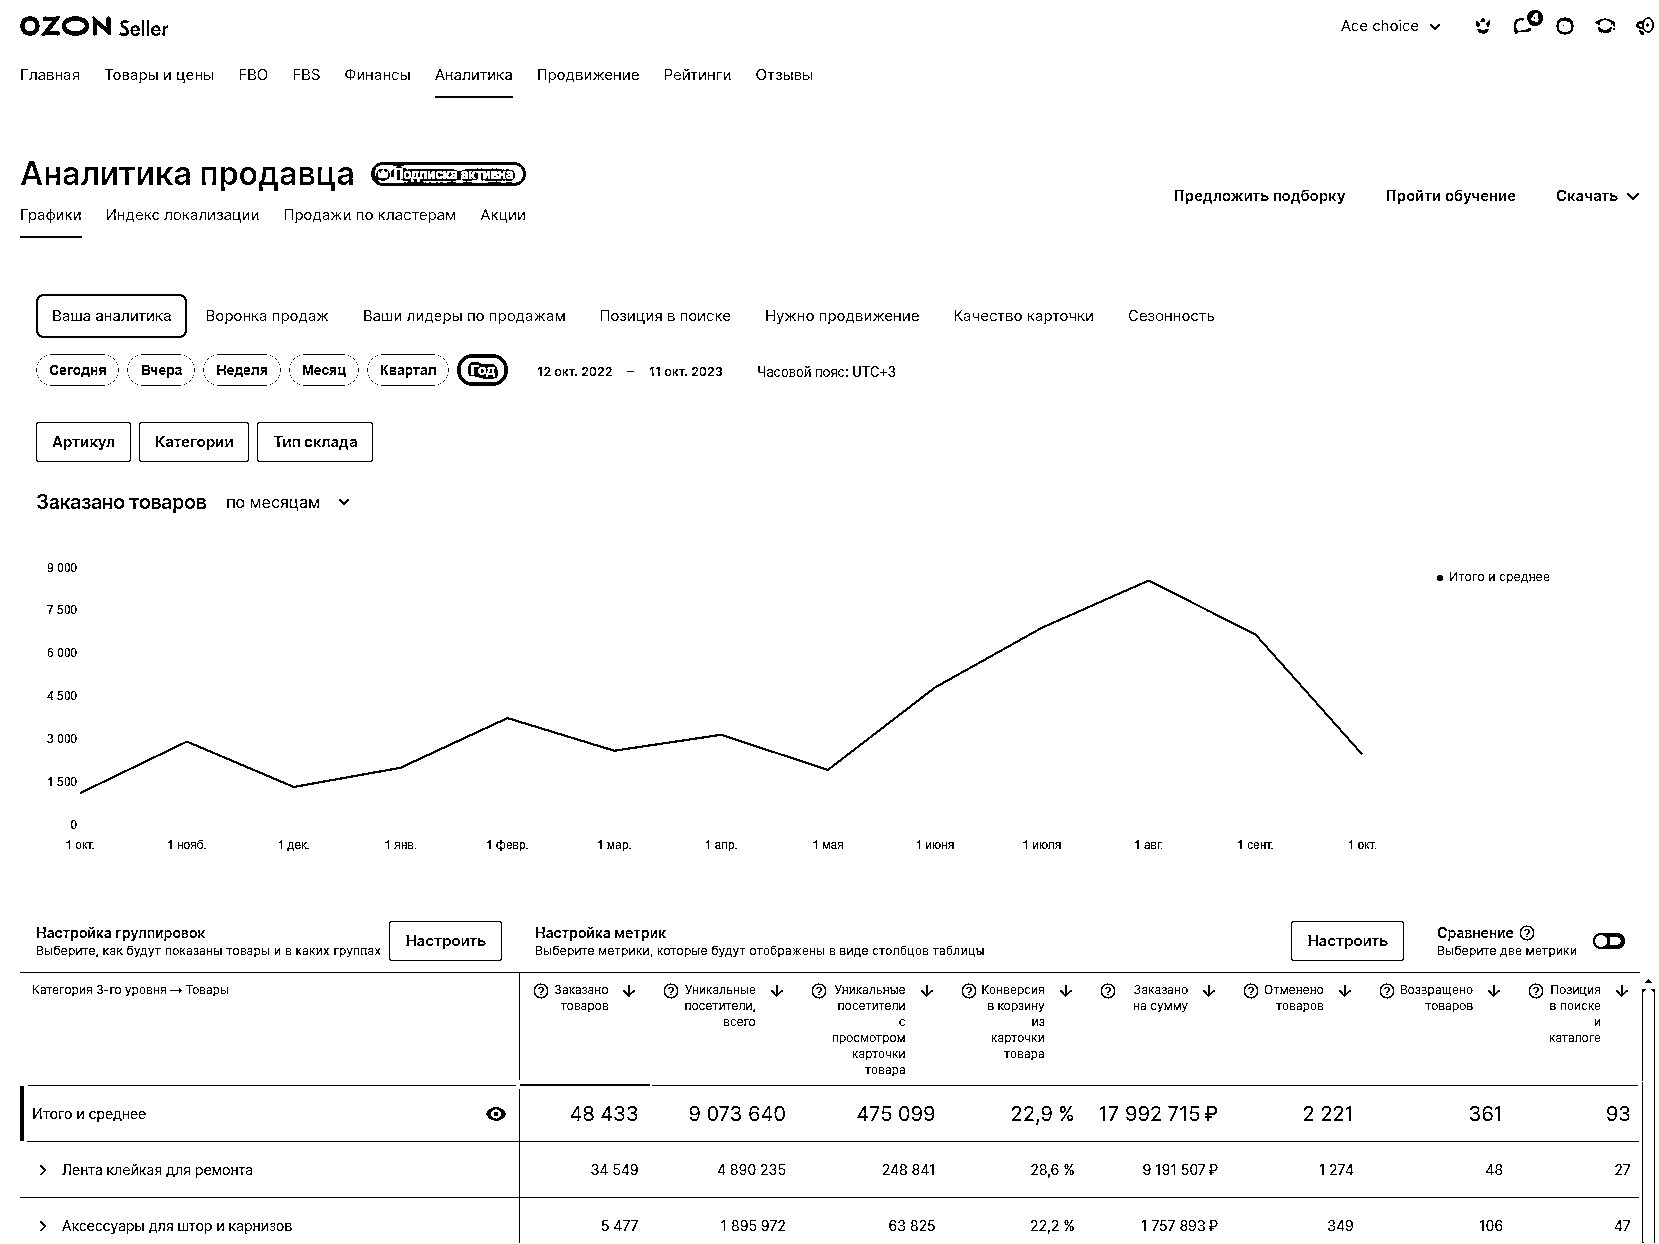 OZON Seller
Ace choice
4
Главная Товары и цены FBO FBS Финансы Аналитика Продвижение Рейтинги Отзывы
Аналитика продавца Подписка активна
Предложить подборку Пройти обучение Скачать
Графики Индекс локализации Продажи по кластерам Акции
Ваша аналитика Воронка продаж Ваши лидеры по продажам Позиция в поиске Нужно продвижение Качество карточки Сезонность
Сегодня Вчера Неделя Месяц Квартал Год 12 окт. 2022 – 11 окт. 2023 Часовой пояс: UTC+3
Артикул Категории Тип склада
Заказано товаров по месяцам
9 000
7 500
6 000
4 500
3 000
1 500
0
1 окт. 1 нояб. 1 дек. 1 янв. 1 февр. 1 мар. 1 апр. 1 мая 1 июня 1 июля 1 авг. 1 сент. 1 окт.
Итого и среднее
Настройка группировок
Выберите, как будут показаны товары и в каких группах
Настроить
Настройка метрик
Выберите метрики, которые будут отображены в виде столбцов таблицы
Настроить
Сравнение
Выберите две метрики
Категория 3-го уровня → Товары
Заказано
товаров
Уникальные
посетители,
всего
Уникальные
посетители
с
просмотром
карточки
товара
Конверсия
в корзину
из
карточки
товара
Заказано
на сумму
Отменено
товаров
Возвращено
товаров
Позиция
в поиске
и
каталоге
Итого и среднее 48 433 9 073 640 475 099 22,9 % 17 992 715 ₽ 2 221 361 93
Лента клейкая для ремонта 34 549 4 890 235 248 841 28,6 % 9 191 507 ₽ 1 274 48 27
Аксессуары для штор и карнизов 5 477 1 895 972 63 825 22,2 % 1 757 893 ₽ 349 106 47